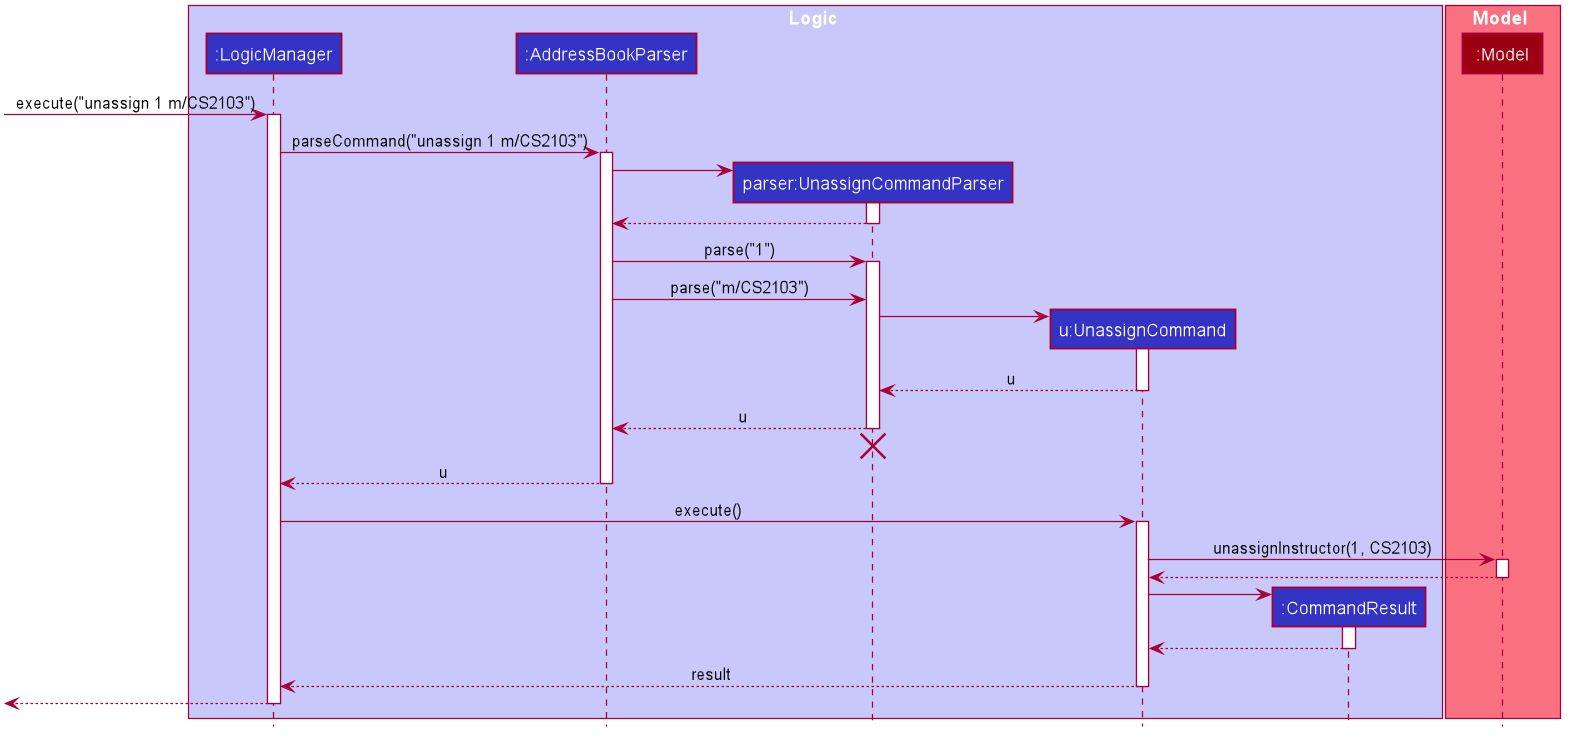 Logic
Model
:LogicManager
:AddressBookParser
:Model
execute("unassign 1 m/CS2103")
parseCommand("unassign 1 m/CS2103")
parser:UnassignCommandParser
parse("1")
parse("m/CS2103")
u:UnassignCommand
u
u
u
execute()
unassignInstructor(1, CS2103)
:CommandResult
result